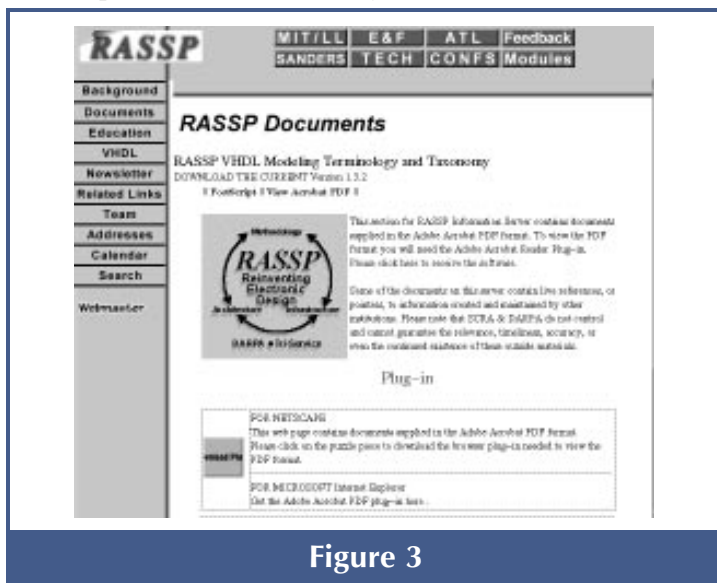 RASSP
MIT/LL E&F ATL Feedback
SANDERS TECH CONFS Modules
Background
Documents
Education
VHDL
Newsletter
Related Links
Team
Addresses
Calendar
Search
Webmaster
RASSP Documents
RASSP VHDL Modeling Terminology and Taxonomy
DOWNLOAD THE CURRENT Version 1.3.2
PostScript View Acrobat PDF
Methodology
RASSP
Reinventing
Electronic
Design
Architecture Infrastructure
DARPA Tri-Service
This section for RASSP Information Server contains documents
supplied in the Adobe Acrobat PDF format. To view the PDF
format you will need the Adobe Acrobat Reader Plug-in.
Please click here to receive the software.
Some of the documents on this server contain live references, or
pointers, to information created and maintained by other
institutions. Please note that SCRA & DARPA do not control
and cannot guarantee the relevance, timeliness, accuracy, or
even the continued existence of these outside materials.
Plug-in
FOR NETSCAPE
This web page contains documents supplied in the Adobe Acrobat PDF format.
Please click on the puzzle piece to download the browser plug-in needed to view the
PDF format.
FOR MICROSOFT Internet Explorer
Get the Adobe Acrobat PDF plug-in here.
Figure 3